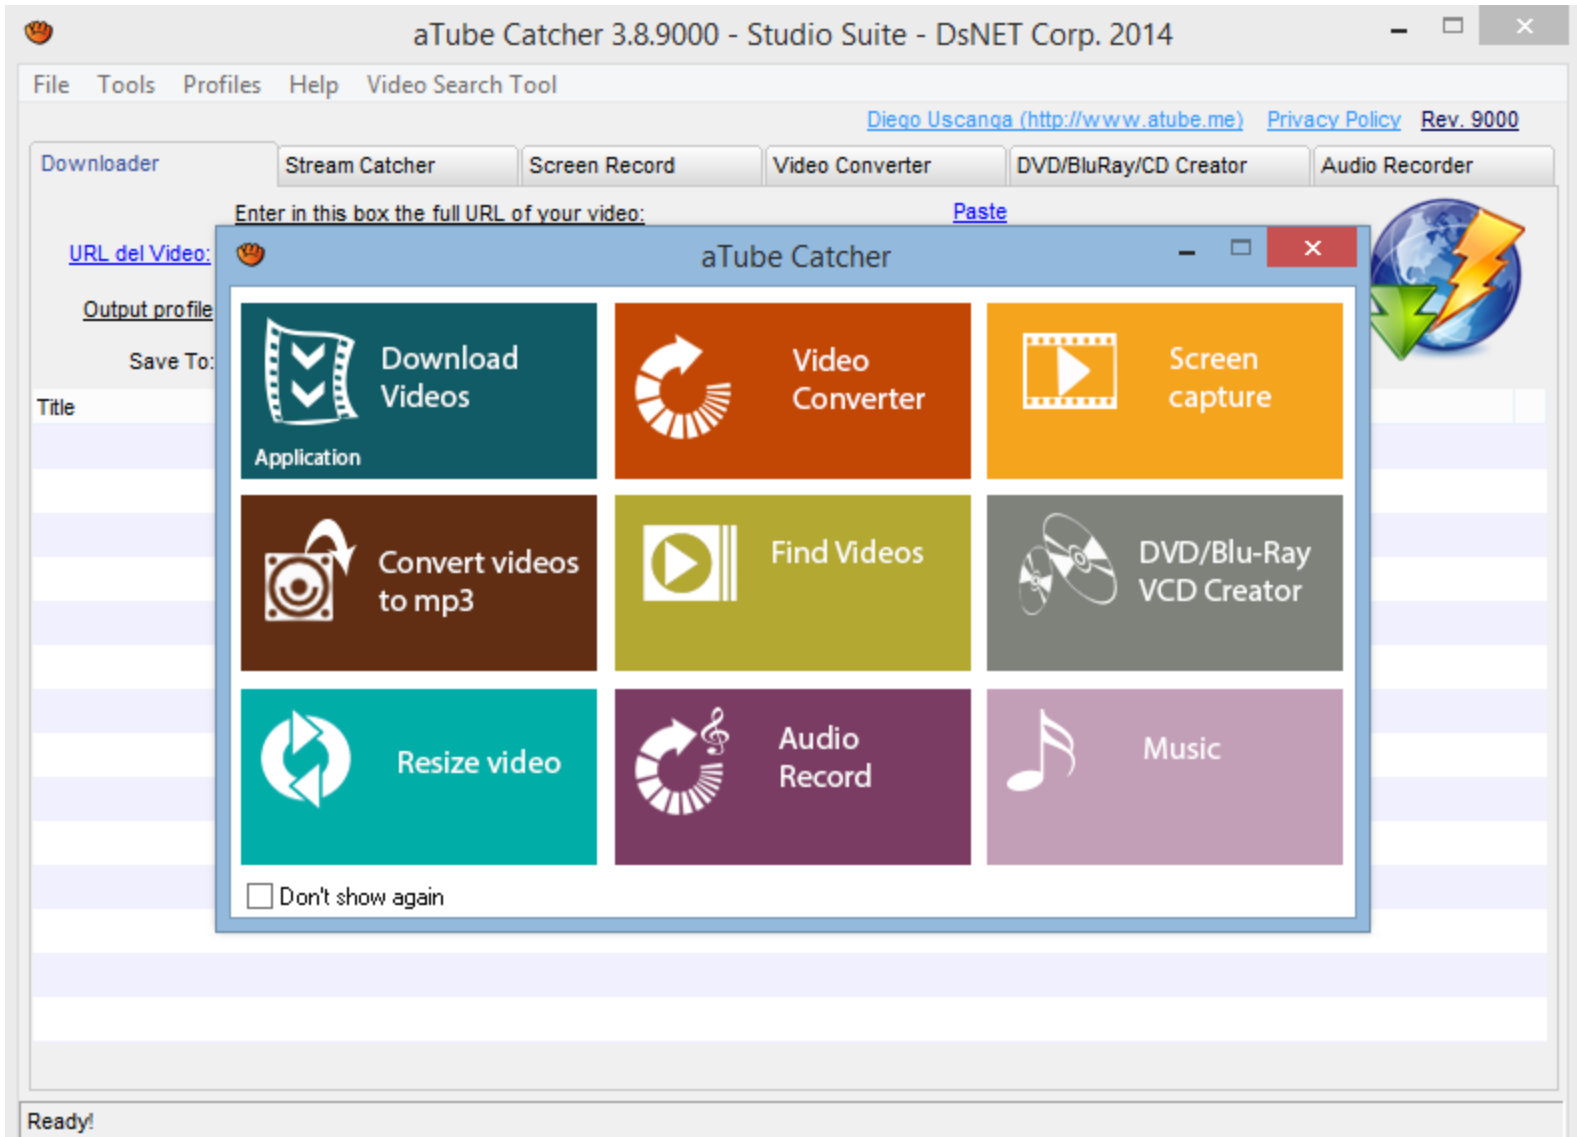 aTube Catcher 3.8.9000 - Studio Suite - DsNET Corp. 2014
File Tools Profiles Help Video Search Tool
Diego Uscanga (http://www.atube.me) Privacy Policy Rev. 9000
Downloader Stream Catcher Screen Record Video Converter DVD/BluRay/CD Creator Audio Recorder
Enter in this box the full URL of your video: Paste
URL del Video:
Output profile
Save To:
Title
aTube Catcher
Download
Videos
Application
Video
Converter
Screen
capture
Convert videos
to mp3
Find Videos
DVD/Blu-Ray
VCD Creator
Resize video
Audio
Record
Music
Don't show again
Ready!